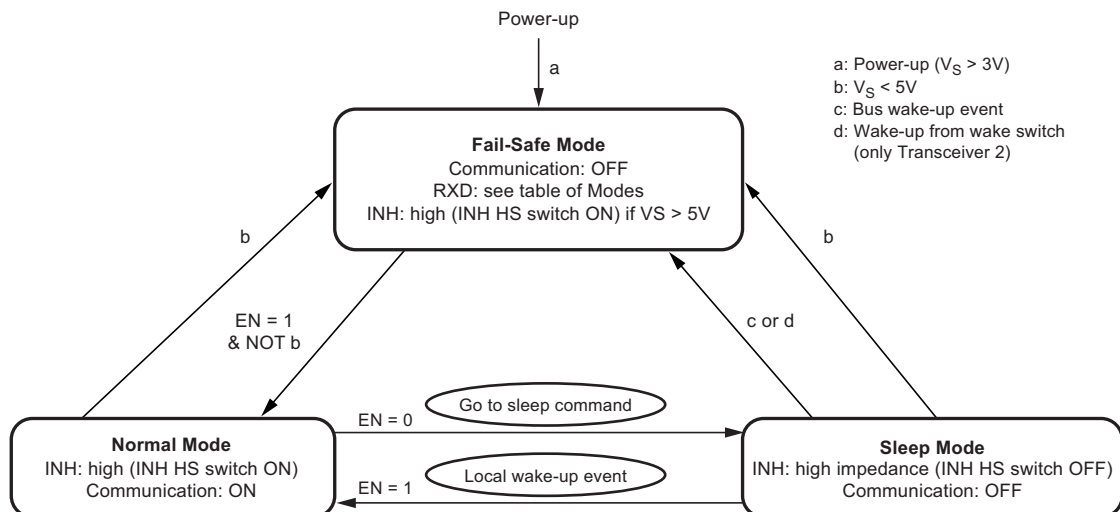 Power-up
a
a: Power-up (VS > 3V)
b: VS < 5V
c: Bus wake-up event
d: Wake-up from wake switch
(only Transceiver 2)
Fail-Safe Mode
Communication: OFF
RXD: see table of Modes
INH: high (INH HS switch ON) if VS > 5V
b
EN = 1
& NOT b
c or d
b
Go to sleep command
EN = 0
Local wake-up event
EN = 1
Normal Mode
INH: high (INH HS switch ON)
Communication: ON
Sleep Mode
INH: high impedance (INH HS switch OFF)
Communication: OFF